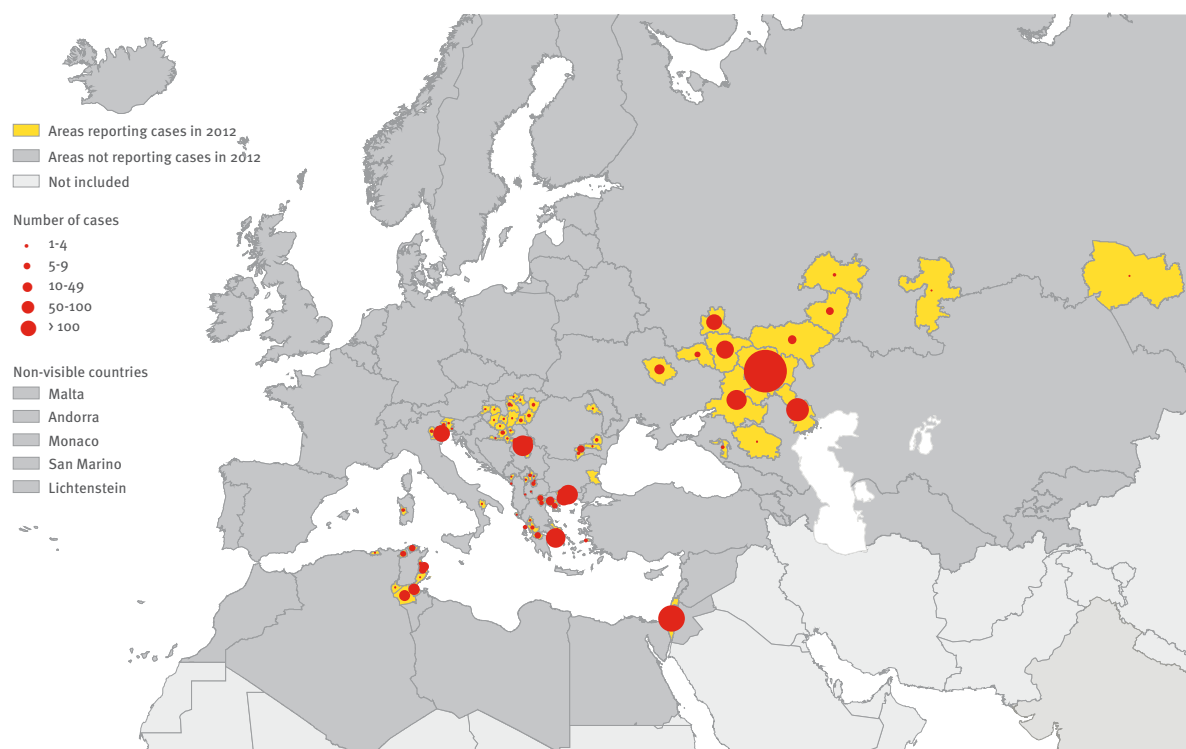 Areas reporting cases in 2012
Areas not reporting cases in 2012
Not included
Number of cases
1-4
5-9
10-49
50-100
> 100
Non-visible countries
Malta
Andorra
Monaco
San Marino
Lichtenstein